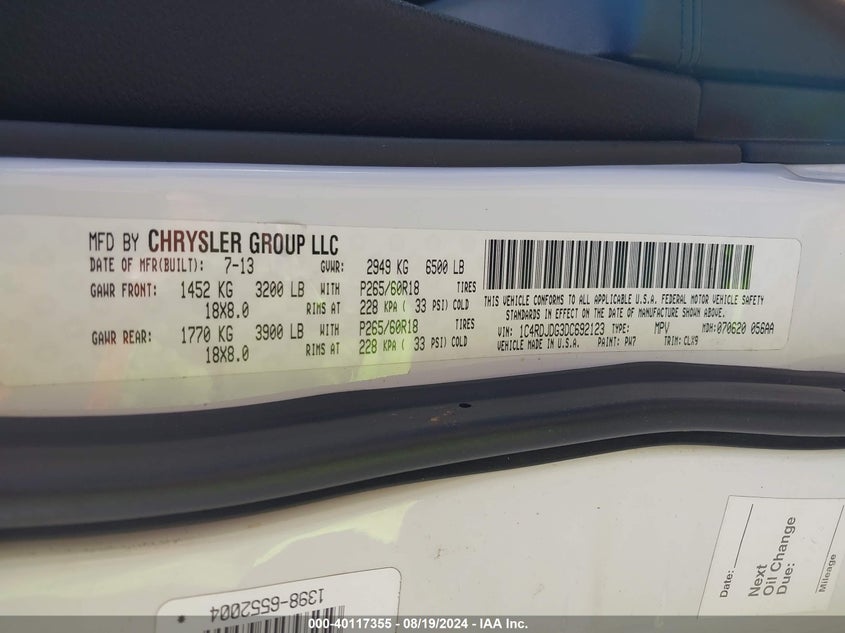 MFD BY CHRYSLER GROUP LLC
DATE OF MFR(BUILT): 7-13 GVWR: 2949 KG 6500 LB
GAWR FRONT: 1452 KG 3200 LB WITH P265/60R18 TIRES
18X8.0 RIMS AT 228 KPA ( 33 PSI) COLD
GAWR REAR: 1770 KG 3900 LB WITH P265/60R18 TIRES
18X8.0 RIMS AT 228 KPA ( 33 PSI) COLD
THIS VEHICLE CONFORMS TO ALL APPLICABLE U.S.A. FEDERAL MOTOR VEHICLE SAFETY
STANDARDS IN EFFECT ON THE DATE OF MANUFACTURE SHOWN ABOVE.
VIN: 1C4RDJDG3DC692123 TYPE: MPV MDH: 070620 056AA
VEHICLE MADE IN U.S.A. PAINT: PW7 TRIM: CLX9
1398-6552004
Date:
Next
Oil Change
Due:
Mileage
000-40117355 - 08/19/2024 - IAA Inc.